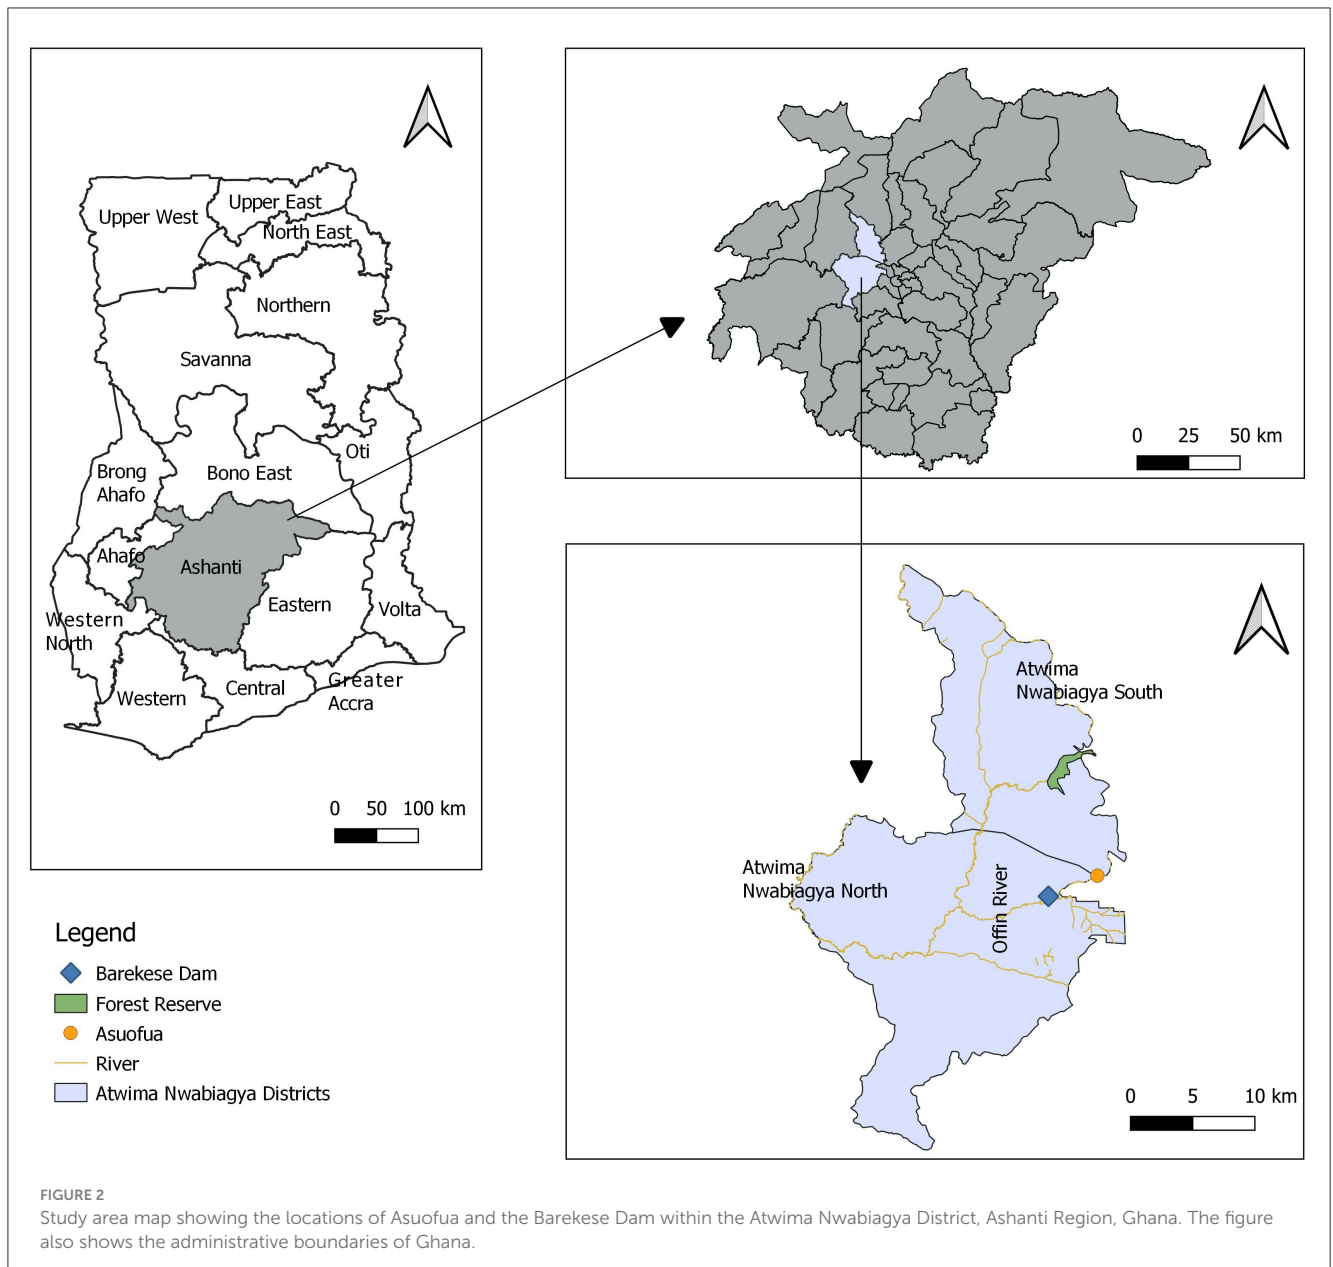 Upper West
Upper East
North East
Northern
Savanna
Oti
Brong
Ahafo
Bono East
Ahafo
Ashanti
Eastern
Volta
Western
North
Western
Central
Greater
Accra
0 50 100 km
0 25 50 km
Atwima
Nwabiagya South
Atwima
Nwabiagya North
Offin River
0 5 10 km
Legend
Barekese Dam
Forest Reserve
Asuofua
River
Atwima Nwabiagya Districts
FIGURE 2
Study area map showing the locations of Asuofua and the Barekese Dam within the Atwima Nwabiagya District, Ashanti Region, Ghana. The figure
also shows the administrative boundaries of Ghana.